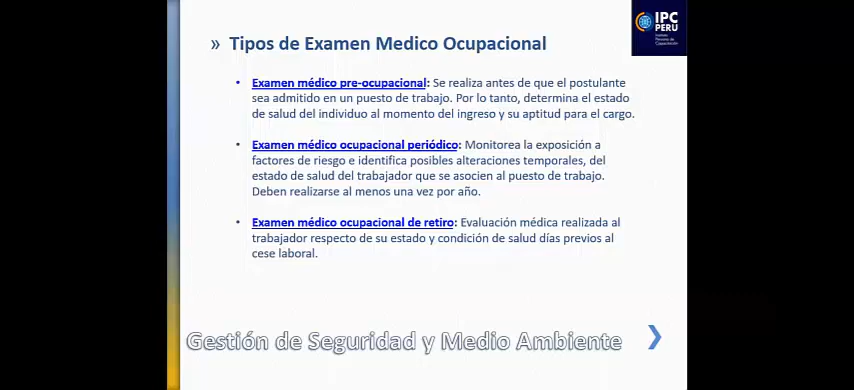 IPC
PERU
» Tipos de Examen Medico Ocupacional
• Examen médico pre-ocupacional: Se realiza antes de que el postulante
sea admitido en un puesto de trabajo. Por lo tanto, determina el estado
de salud del individuo al momento del ingreso y su aptitud para el cargo.
• Examen médico ocupacional periódico: Monitorea la exposición a
factores de riesgo e identifica posibles alteraciones temporales, del
estado de salud del trabajador que se asocien al puesto de trabajo.
Deben realizarse al menos una vez por año.
• Examen médico ocupacional de retiro: Evaluación médica realizada al
trabajador respecto de su estado y condición de salud días previos al
cese laboral.
Gestión de Seguridad y Medio Ambiente